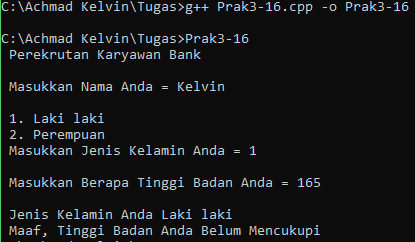 C:\Achmad Kelvin\Tugas>g++ Prak3-16.cpp -o Prak3-16
C:\Achmad Kelvin\Tugas>Prak3-16
Perekrutan Karyawan Bank
Masukkan Nama Anda = Kelvin
1. Laki laki
2. Perempuan
Masukkan Jenis Kelamin Anda = 1
Masukkan Berapa Tinggi Badan Anda = 165
Jenis Kelamin Anda Laki laki
Maaf, Tinggi Badan Anda Belum Mencukupi